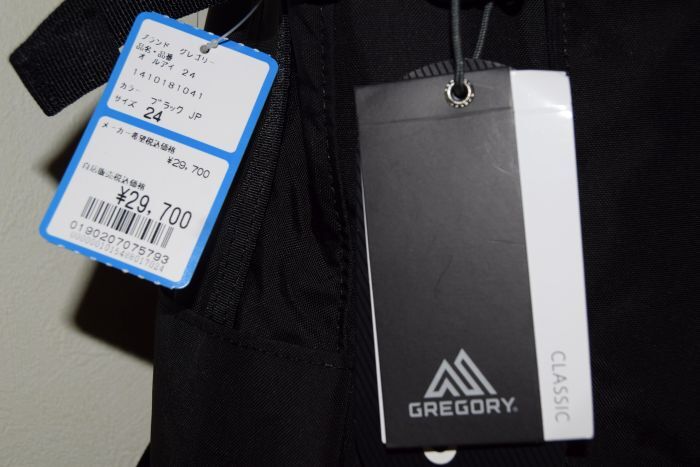 ブランド グレゴリー
品名・品番
オールデイ 24
1410181041
カラー ブラック JP
サイズ 24
メーカー希望税込価格
¥29,700
自店販売税込価格
¥29,700
0190207075793
GREGORY
CLASSIC